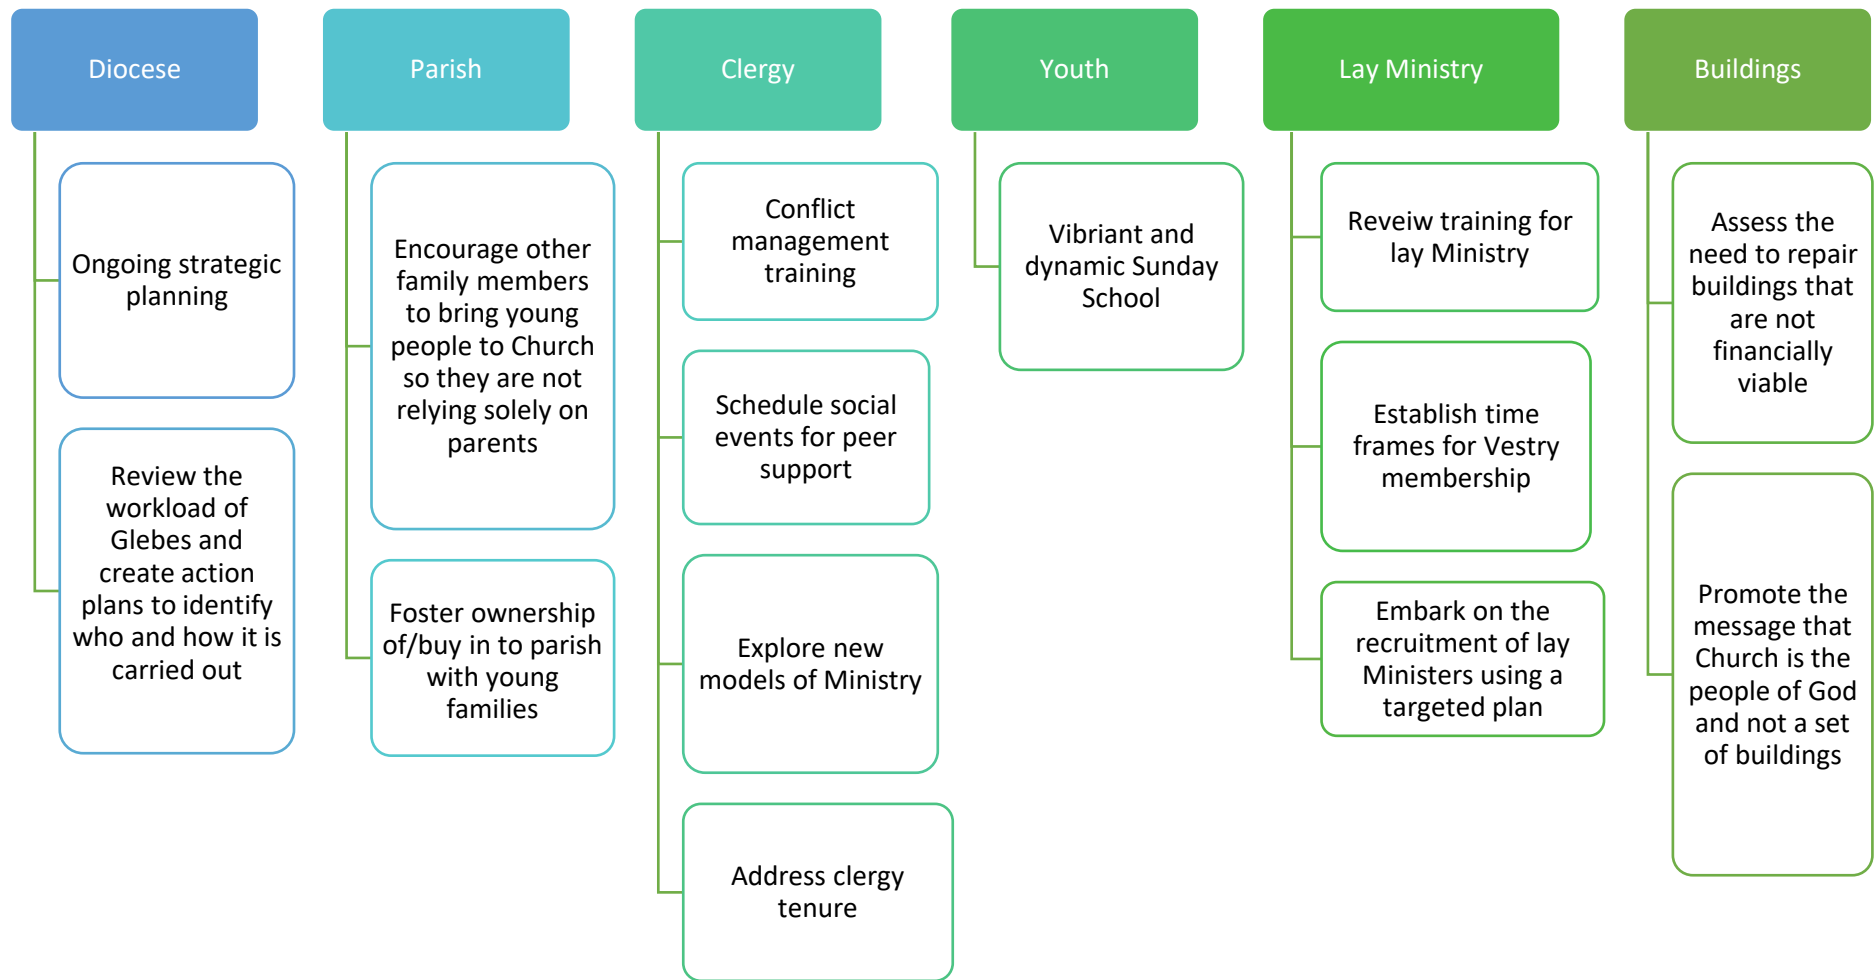 Diocese
Ongoing strategic
planning
Review the
workload of
Glebes and
create action
plans to identify
who and how it is
carried out
Parish
Encourage other
family members
to bring young
people to Church
so they are not
relying solely on
parents
Foster ownership
of/buy in to parish
with young
families
Clergy
Conflict
management
training
Schedule social
events for peer
support
Explore new
models of Ministry
Address clergy
tenure
Youth
Vibriant and
dynamic Sunday
School
Lay Ministry
Reveiw training for
lay Ministry
Establish time
frames for Vestry
membership
Embark on the
recruitment of lay
Ministers using a
targeted plan
Buildings
Assess the
need to repair
buildings that
are not
financially
viable
Promote the
message that
Church is the
people of God
and not a set
of buildings